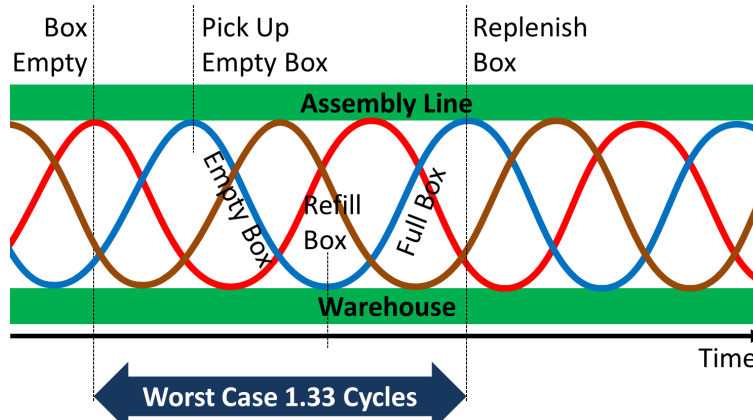 Box
Empty
Pick Up
Empty Box
Replenish
Box
Assembly Line
Empty Box
Refill
Box
Full Box
Warehouse
Time
Worst Case 1.33 Cycles